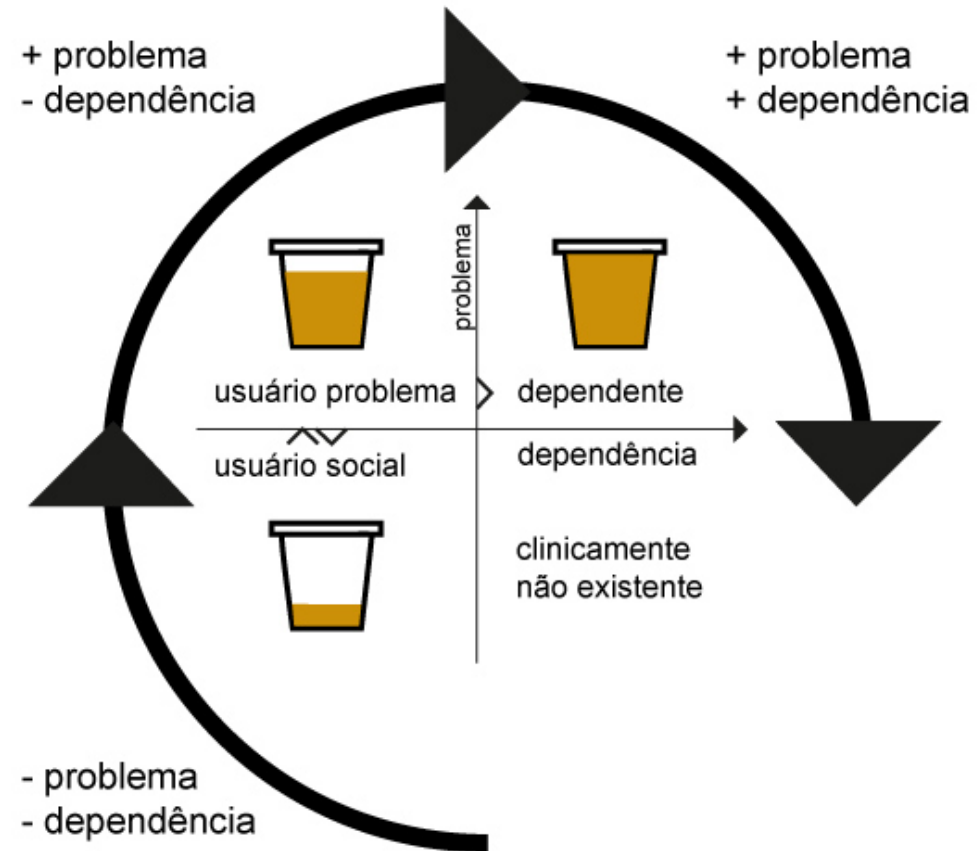 + problema
- dependência
+ problema
+ dependência
problema
usuário problema
dependente
usuário social
dependência
clinicamente
não existente
- problema
- dependência